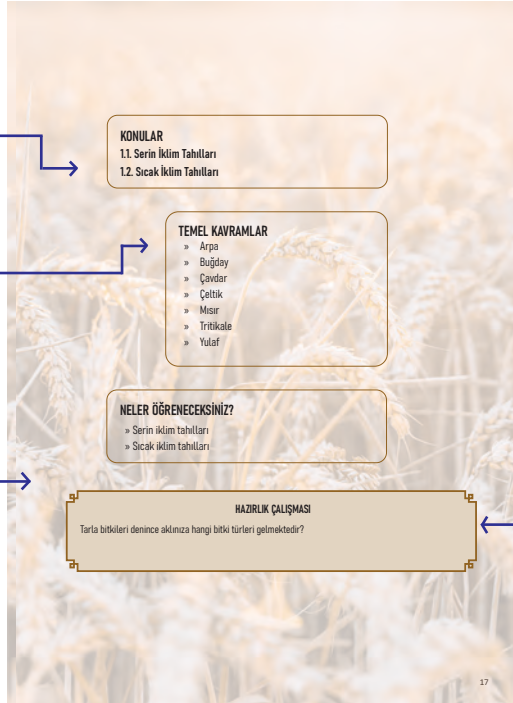 KONULAR
1.1. Serin İklim Tahılları
1.2. Sıcak İklim Tahılları
TEMEL KAVRAMLAR
» Arpa
» Buğday
» Çavdar
» Çeltik
» Mısır
» Tritikale
» Yulaf
NELER ÖĞRENECEKSİNİZ?
» Serin iklim tahılları
» Sıcak iklim tahılları
HAZIRLIK ÇALIŞMASI
Tarla bitkileri denince aklınıza hangi bitki türleri gelmektedir?
17